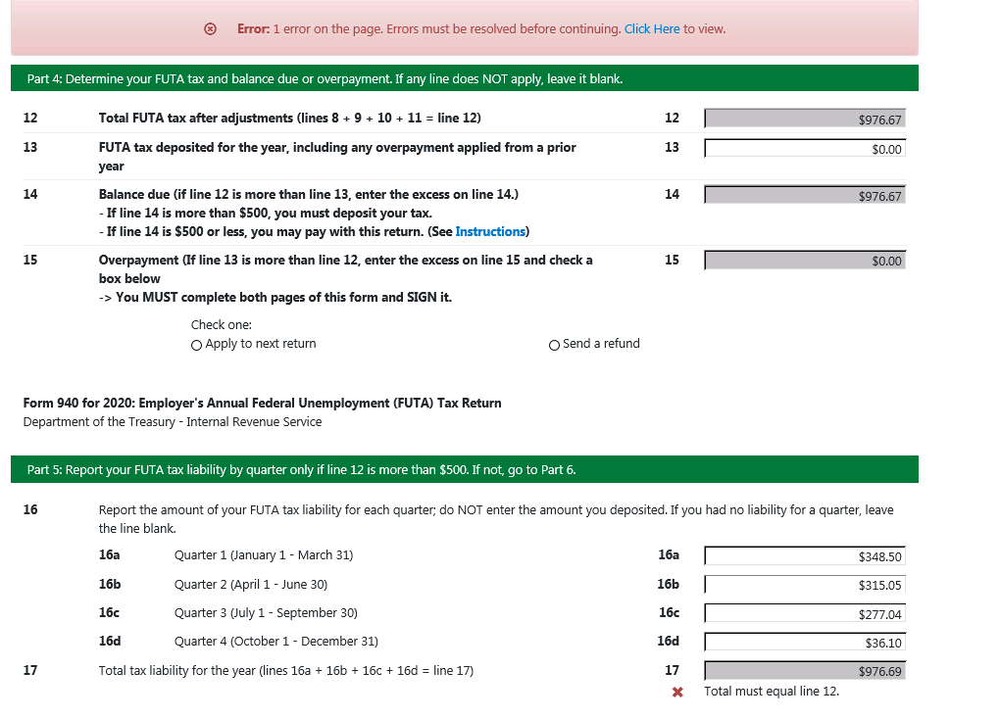 Error: 1 error on the page. Errors must be resolved before continuing. Click Here to view.
Part 4: Determine your FUTA tax and balance due or overpayment. If any line does NOT apply, leave it blank.
12 Total FUTA tax after adjustments (lines 8 + 9 + 10 + 11 = line 12) 12 $976.67
13 FUTA tax deposited for the year, including any overpayment applied from a prior 13 $0.00
year
14 Balance due (if line 12 is more than line 13, enter the excess on line 14.) 14 $976.67
- If line 14 is more than $500, you must deposit your tax.
- If line 14 is $500 or less, you may pay with this return. (See Instructions)
15 Overpayment (If line 13 is more than line 12, enter the excess on line 15 and check a 15 $0.00
box below
-> You MUST complete both pages of this form and SIGN it.
Check one:
Apply to next return Send a refund
Form 940 for 2020: Employer's Annual Federal Unemployment (FUTA) Tax Return
Department of the Treasury - Internal Revenue Service
Part 5: Report your FUTA tax liability by quarter only if line 12 is more than $500. If not, go to Part 6.
16 Report the amount of your FUTA tax liability for each quarter; do NOT enter the amount you deposited. If you had no liability for a quarter, leave
the line blank.
16a Quarter 1 (January 1 - March 31) 16a $348.50
16b Quarter 2 (April 1 - June 30) 16b $315.05
16c Quarter 3 (July 1 - September 30) 16c $277.04
16d Quarter 4 (October 1 - December 31) 16d $36.10
17 Total tax liability for the year (lines 16a + 16b + 16c + 16d = line 17) 17 $976.69
Total must equal line 12.